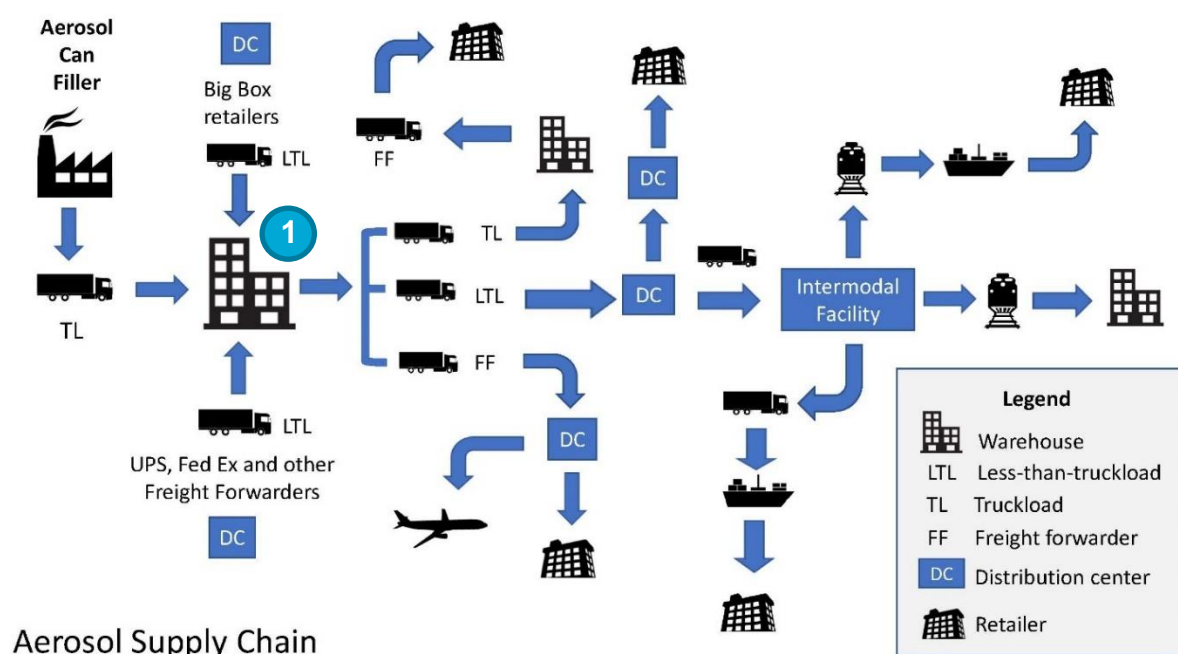 Aerosol
Can
Filler
DC
Big Box
retailers
LTL
1
TL
LTL
UPS, Fed Ex and other
Freight Forwarders
DC
FF
TL
LTL
FF
DC
DC
DC
Intermodal
Facility
Legend
Warehouse
LTL Less-than-truckload
TL Truckload
FF Freight forwarder
DC Distribution center
Retailer
Aerosol Supply Chain